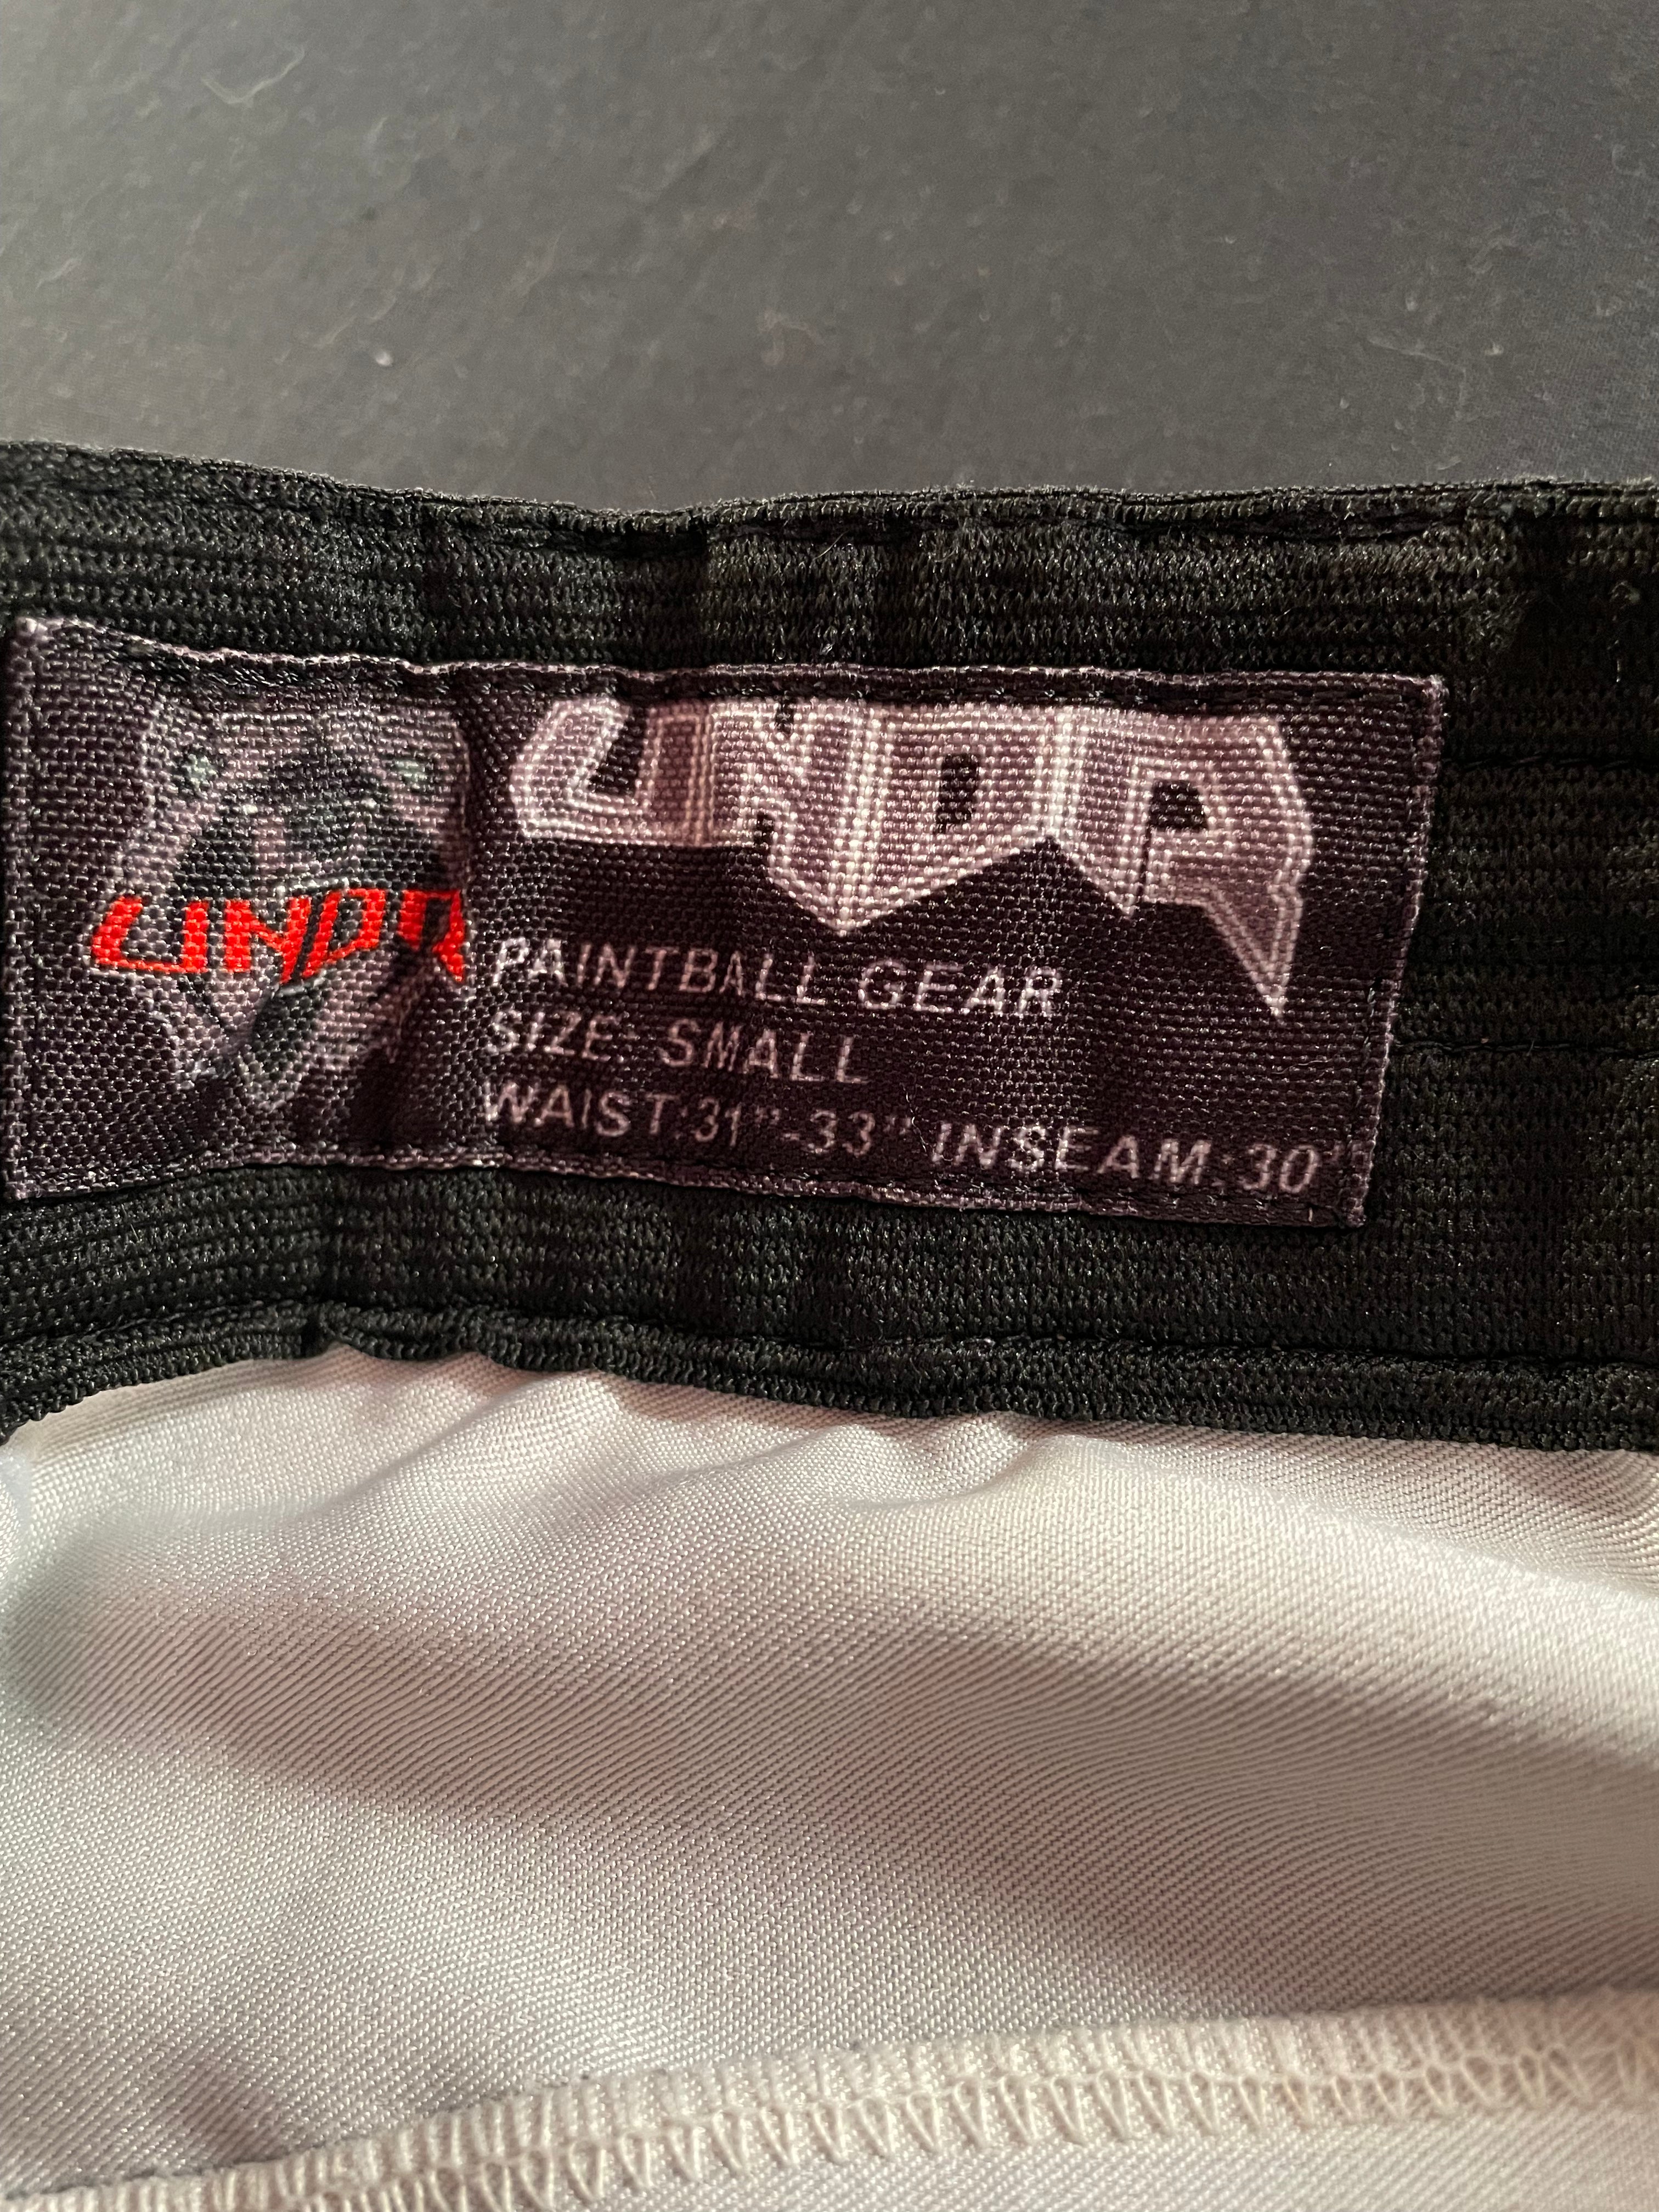 UNDR
UNDR
PAINTBALL GEAR
SIZE- SMALL
WAIST:31"-33" INSEAM:30"